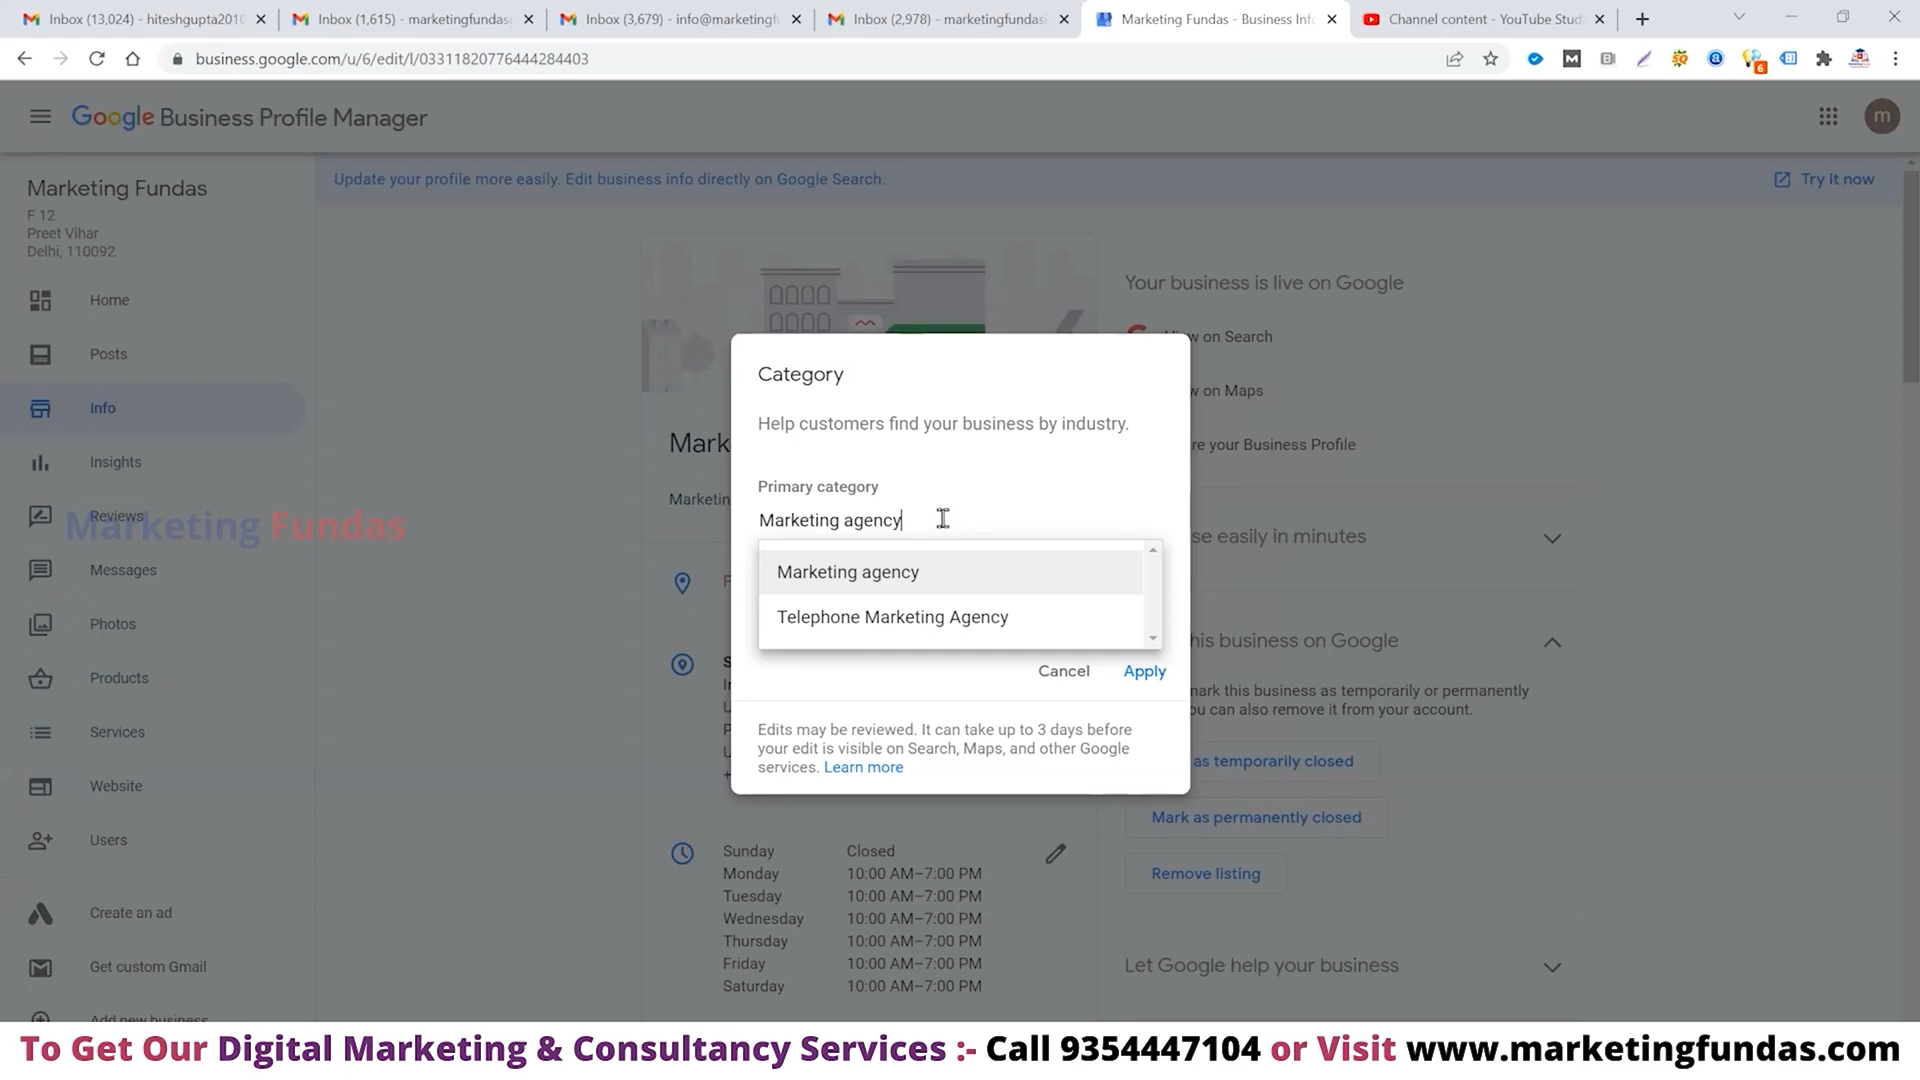 Inbox (13,024) - hiteshgupta2010
Inbox (1,615) - marketingfundas
Inbox (3,679) - info@marketingf
Inbox (2,978) - marketingfundasi
Marketing Fundas - Business Info
Channel content - YouTube Stud
business.google.com/u/6/edit/l/03311820776444284403
6
Google Business Profile Manager
m
Marketing Fundas
F 12
Preet Vihar
Delhi, 110092
Home
Posts
Info
Insights
Reviews
Messages
Photos
Products
Services
Website
Users
Create an ad
Get custom Gmail
Add new business
Marketing Fundas
Update your profile more easily. Edit business info directly on Google Search.
Try it now
Mark
Marketin
Category
Help customers find your business by industry.
Primary category
Marketing agency
Marketing agency
Telephone Marketing Agency
Cancel
Apply
Edits may be reviewed. It can take up to 3 days before
your edit is visible on Search, Maps, and other Google
services. Learn more
Sunday Closed
Monday 10:00 AM–7:00 PM
Tuesday 10:00 AM–7:00 PM
Wednesday 10:00 AM–7:00 PM
Thursday 10:00 AM–7:00 PM
Friday 10:00 AM–7:00 PM
Saturday 10:00 AM–7:00 PM
Your business is live on Google
w on Search
w on Maps
re your Business Profile
se easily in minutes
his business on Google
mark this business as temporarily or permanently
ou can also remove it from your account.
as temporarily closed
Mark as permanently closed
Remove listing
Let Google help your business
To Get Our Digital Marketing & Consultancy Services :- Call 9354447104 or Visit www.marketingfundas.com